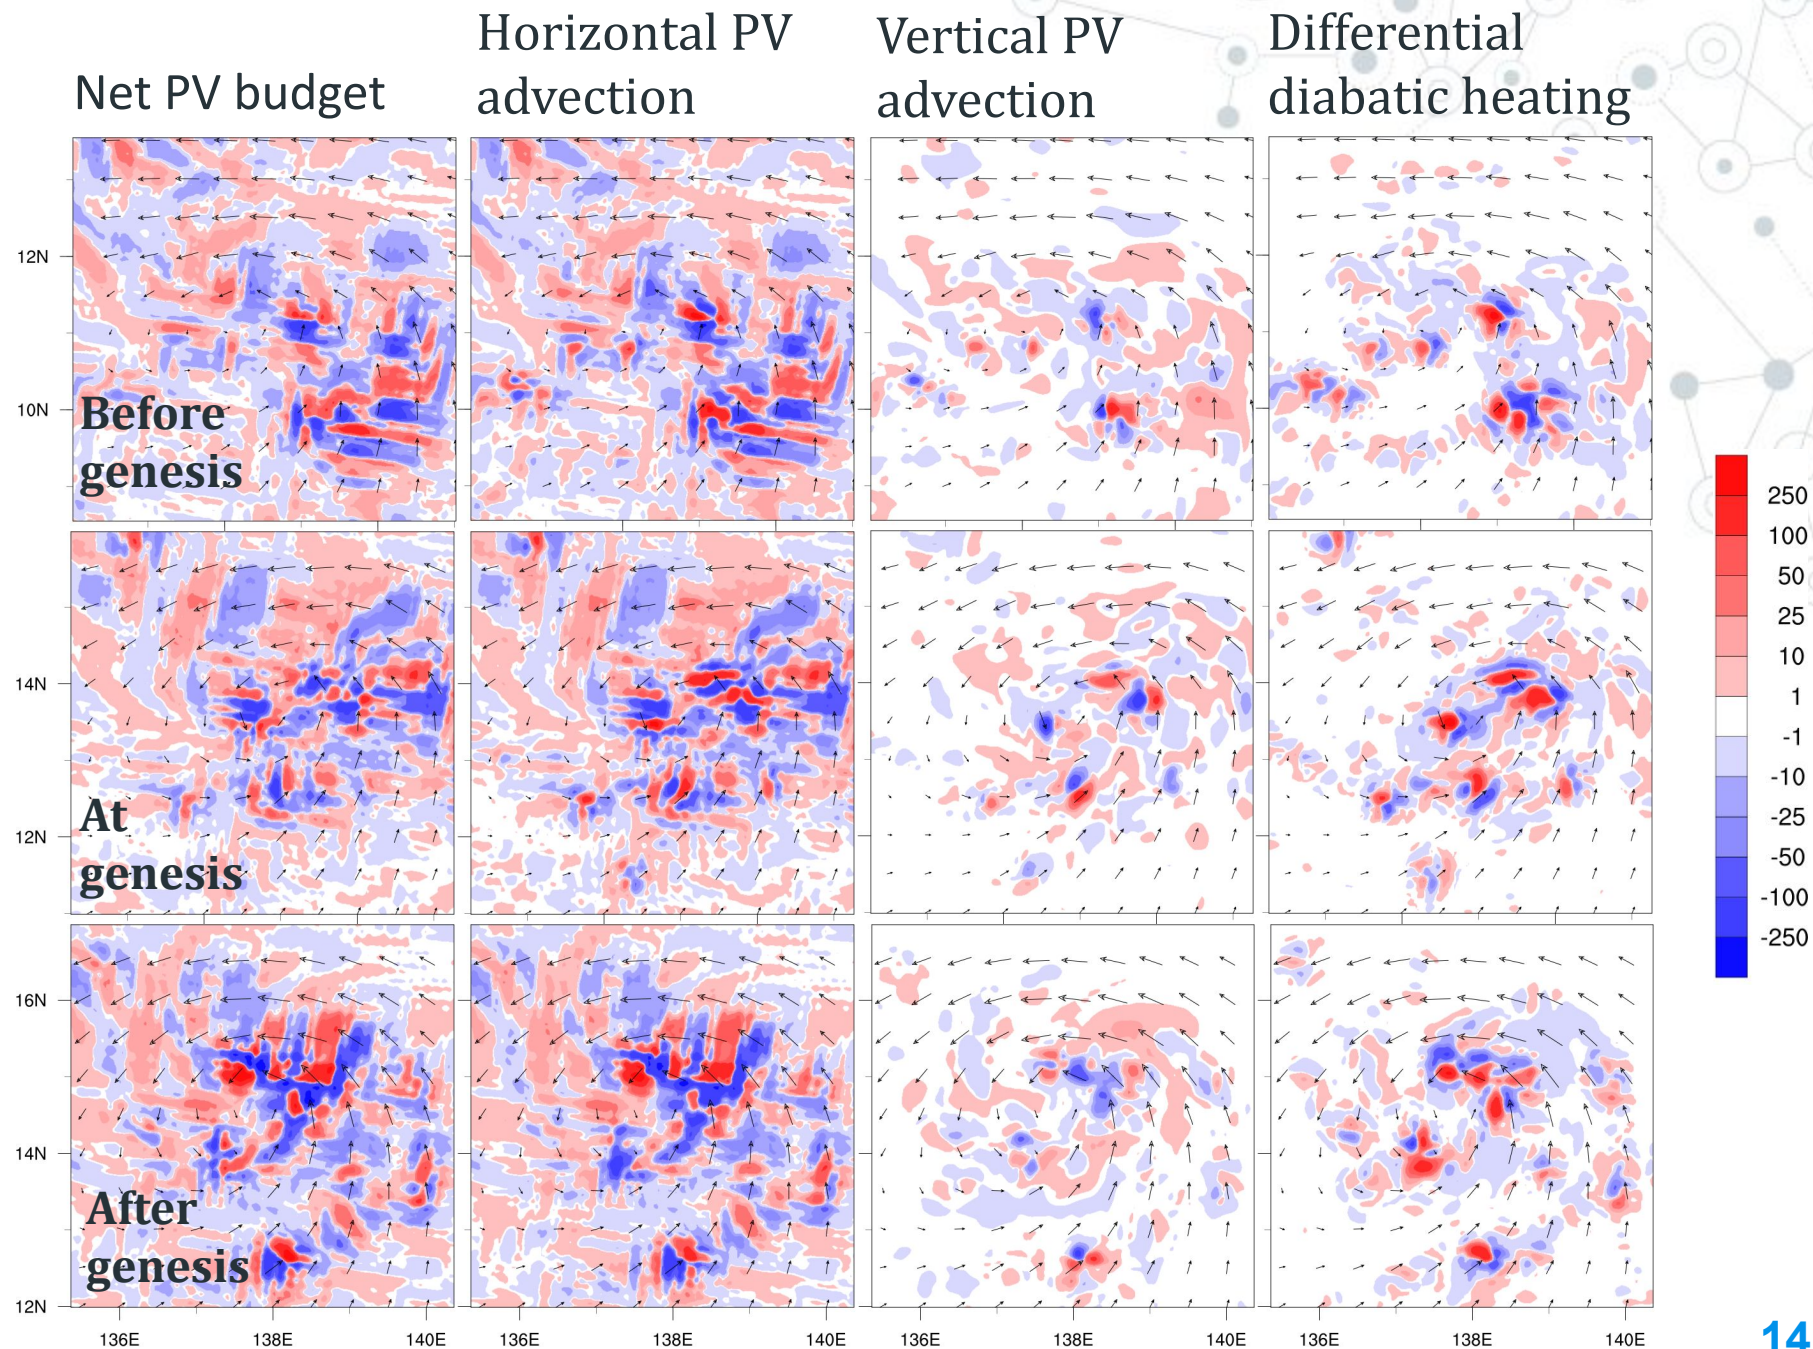 Net PV budget
Horizontal PV
advection
Vertical PV
advection
Differential
diabatic heating
12N
10N
Before
genesis
14N
12N
At
genesis
16N
14N
12N
After
genesis
136E
138E
140E
136E
138E
140E
136E
138E
140E
136E
138E
140E
250
100
50
25
10
1
-1
-10
-25
-50
-100
-250
14